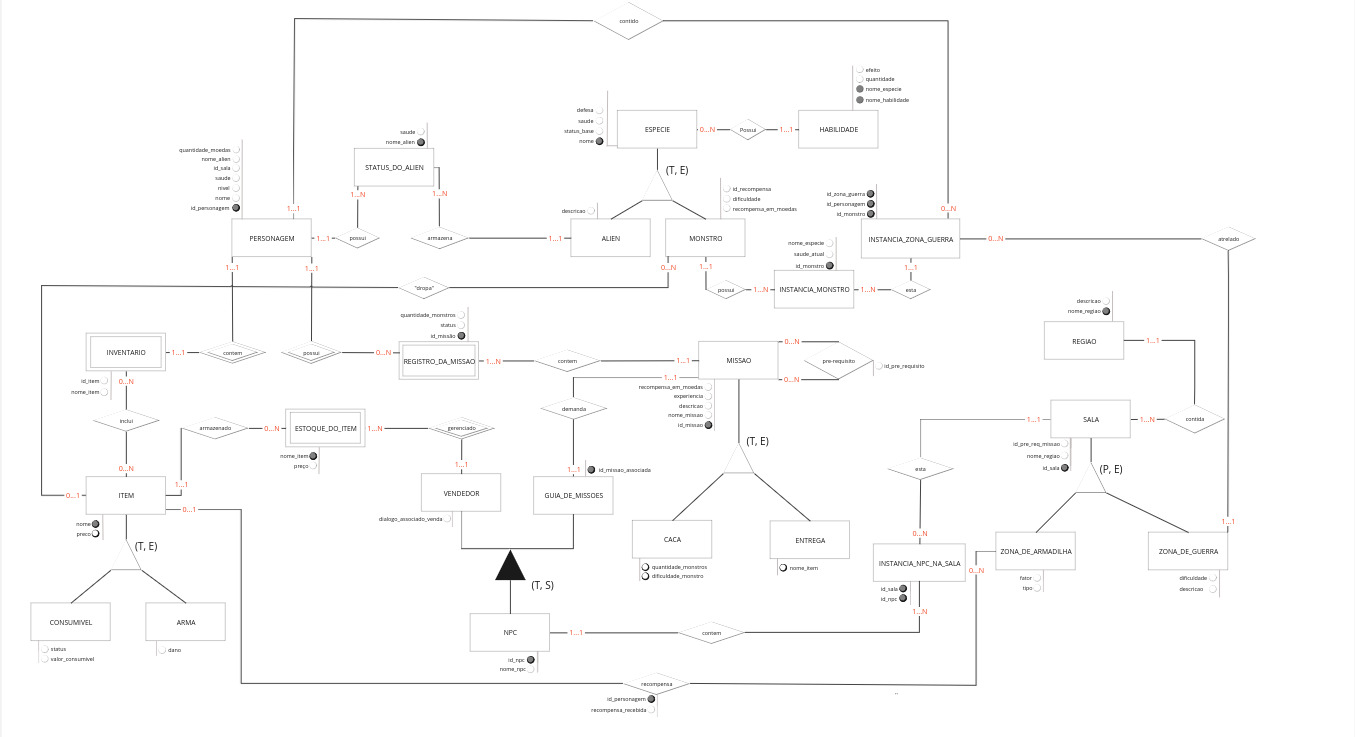 contido
efeito
quantidade
nome_especie
nome_habilidade
defesa
saude
status_base
nome
ESPECIE
0...N
Possui
1...1
HABILIDADE
saude
nome_alien
STATUS_DO_ALIEN
quantidade_moedas
nome_alien
id_sala
saude
nivel
nome
id_personagem
(T, E)
id_recompensa
dificuldade
recompensa_em_moedas
descricao
id_zona_guerra
id_personagem
id_monstro
1...N
1...N
1...1
0...N
PERSONAGEM
1...1
possui
armazena
1...1
ALIEN
MONSTRO
INSTANCIA_ZONA_GUERRA
0...N
atrelado
nome_especie
saude_atual
id_monstro
1...1
1...1
0...N
1...1
1...1
"dropa"
possui
1...N
INSTANCIA_MONSTRO
1...N
esta
descricao
nome_regiao
REGIAO
1...1
quantidade_monstros
status
id_missão
INVENTARIO
1...1
contem
possui
0...N
REGISTRO_DA_MISSAO
1...N
contem
1...1
MISSAO
0...N
0...N
pre-requisito
id_pre_requisito
1...1
id_item
nome_item
0...N
recompensa_em_moedas
experiencia
descricao
nome_missao
id_missao
demanda
inclui
armazenado
0...N
ESTOQUE_DO_ITEM
1...N
gerenciado
1...1
SALA
1...N
contida
nome_item
preço
(T, E)
id_pre_req_missao
nome_regiao
id_sala
(P, E)
esta
0...N
1...1
1...1
1...1
id_missao_associada
0...1
ITEM
VENDEDOR
GUIA_DE_MISSOES
0...1
nome
preco
dialogo_associado_venda
1...1
0...N
(T, E)
CACA
ENTREGA
INSTANCIA_NPC_NA_SALA
ZONA_DE_ARMADILHA
ZONA_DE_GUERRA
0...N
quantidade_monstros
dificuldade_monstro
nome_item
fator
tipo
dificuldade
descricao
(T, S)
id_sala
id_npc
1...N
CONSUMIVEL
ARMA
NPC
1...1
contem
status
valor_consumivel
dano
id_npc
nome_npc
recompensa
id_personagem
recompensa_recebida